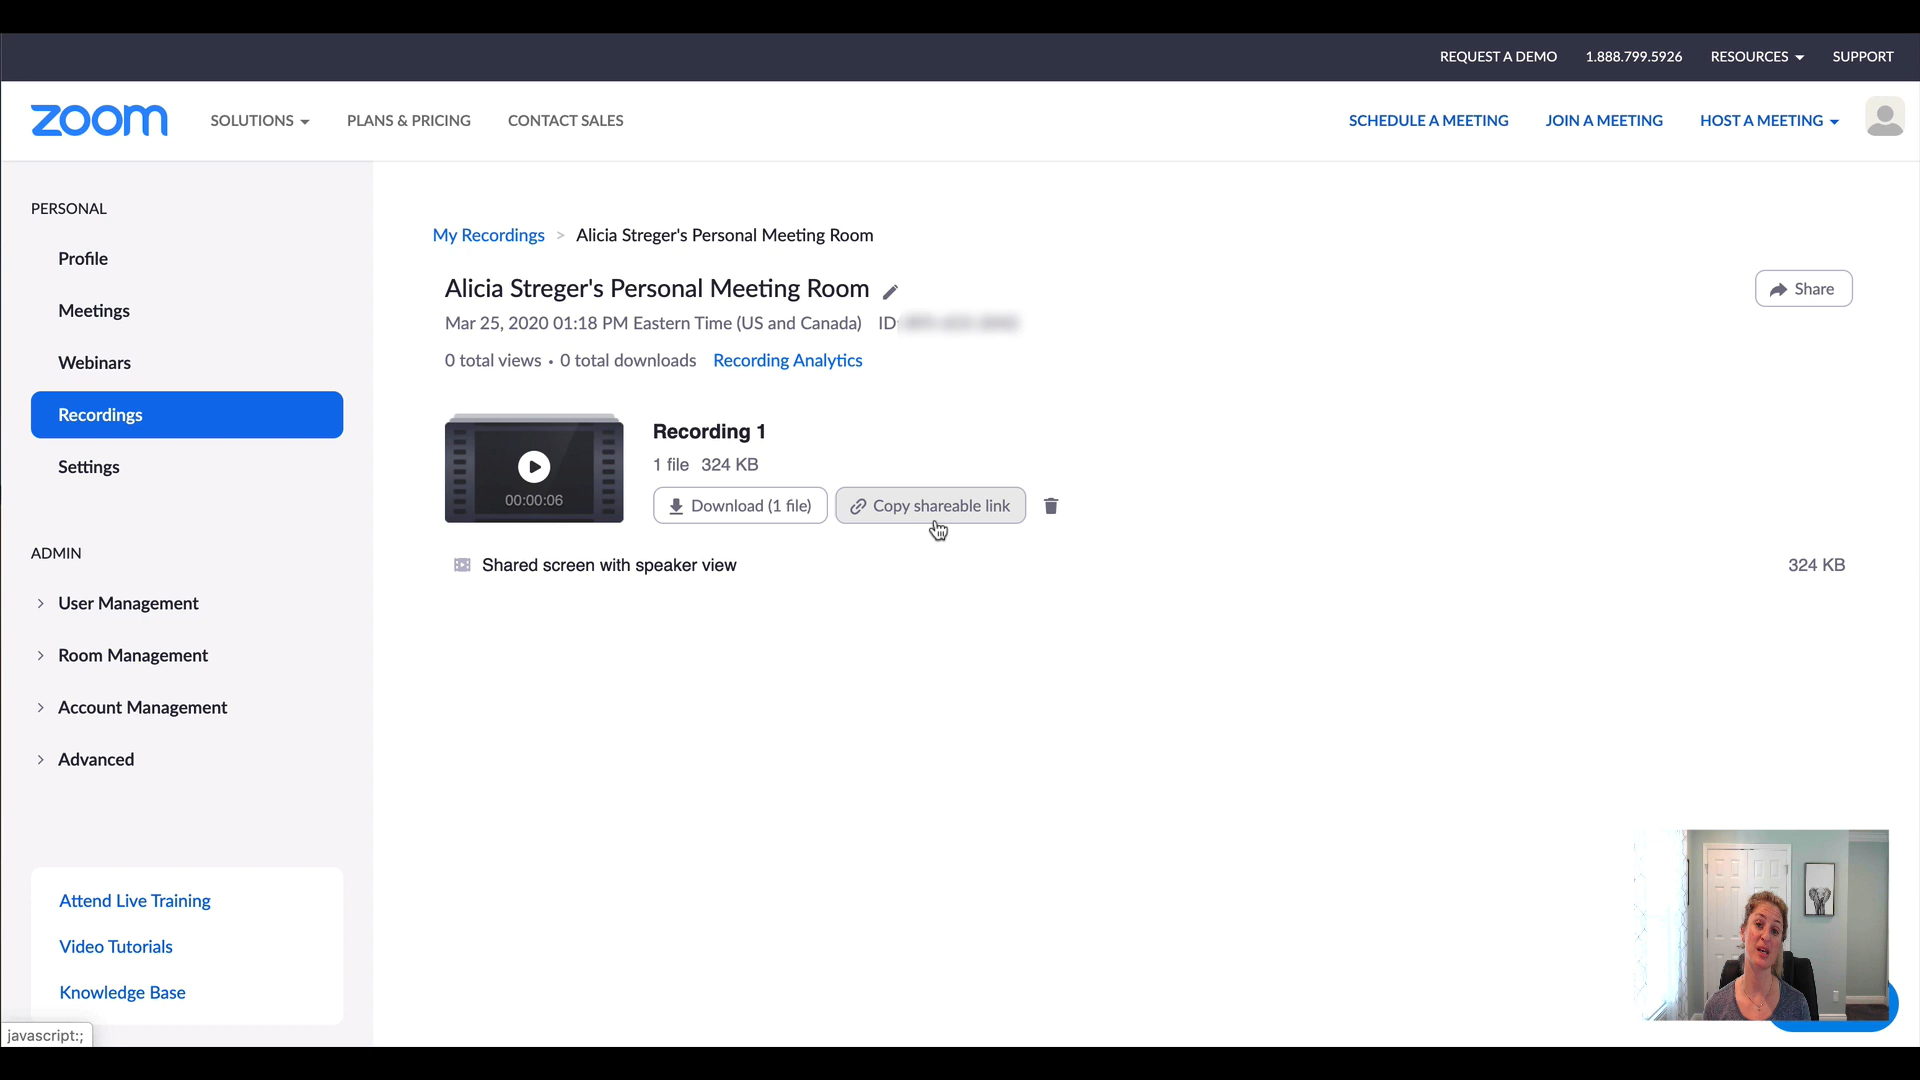 REQUEST A DEMO 1.888.799.5926 RESOURCES SUPPORT
zoom SOLUTIONS PLANS & PRICING CONTACT SALES SCHEDULE A MEETING JOIN A MEETING HOST A MEETING
PERSONAL
Profile
Meetings
Webinars
Recordings
Settings
ADMIN
User Management
Room Management
Account Management
Advanced
Attend Live Training
Video Tutorials
Knowledge Base
javascript:;
My Recordings > Alicia Streger's Personal Meeting Room
Alicia Streger's Personal Meeting Room
Share
Mar 25, 2020 01:18 PM Eastern Time (US and Canada) ID:
0 total views • 0 total downloads Recording Analytics
00:00:06
Recording 1
1 file 324 KB
Download (1 file) Copy shareable link
Shared screen with speaker view 324 KB